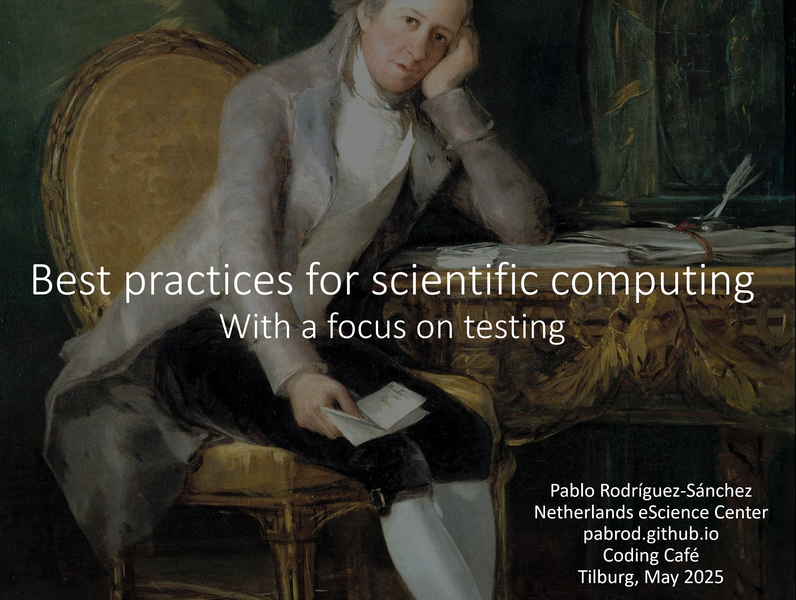 Best practices for scientific computing
With a focus on testing
Pablo Rodríguez-Sánchez
Netherlands eScience Center
pabrod.github.io
Coding Café
Tilburg, May 2025